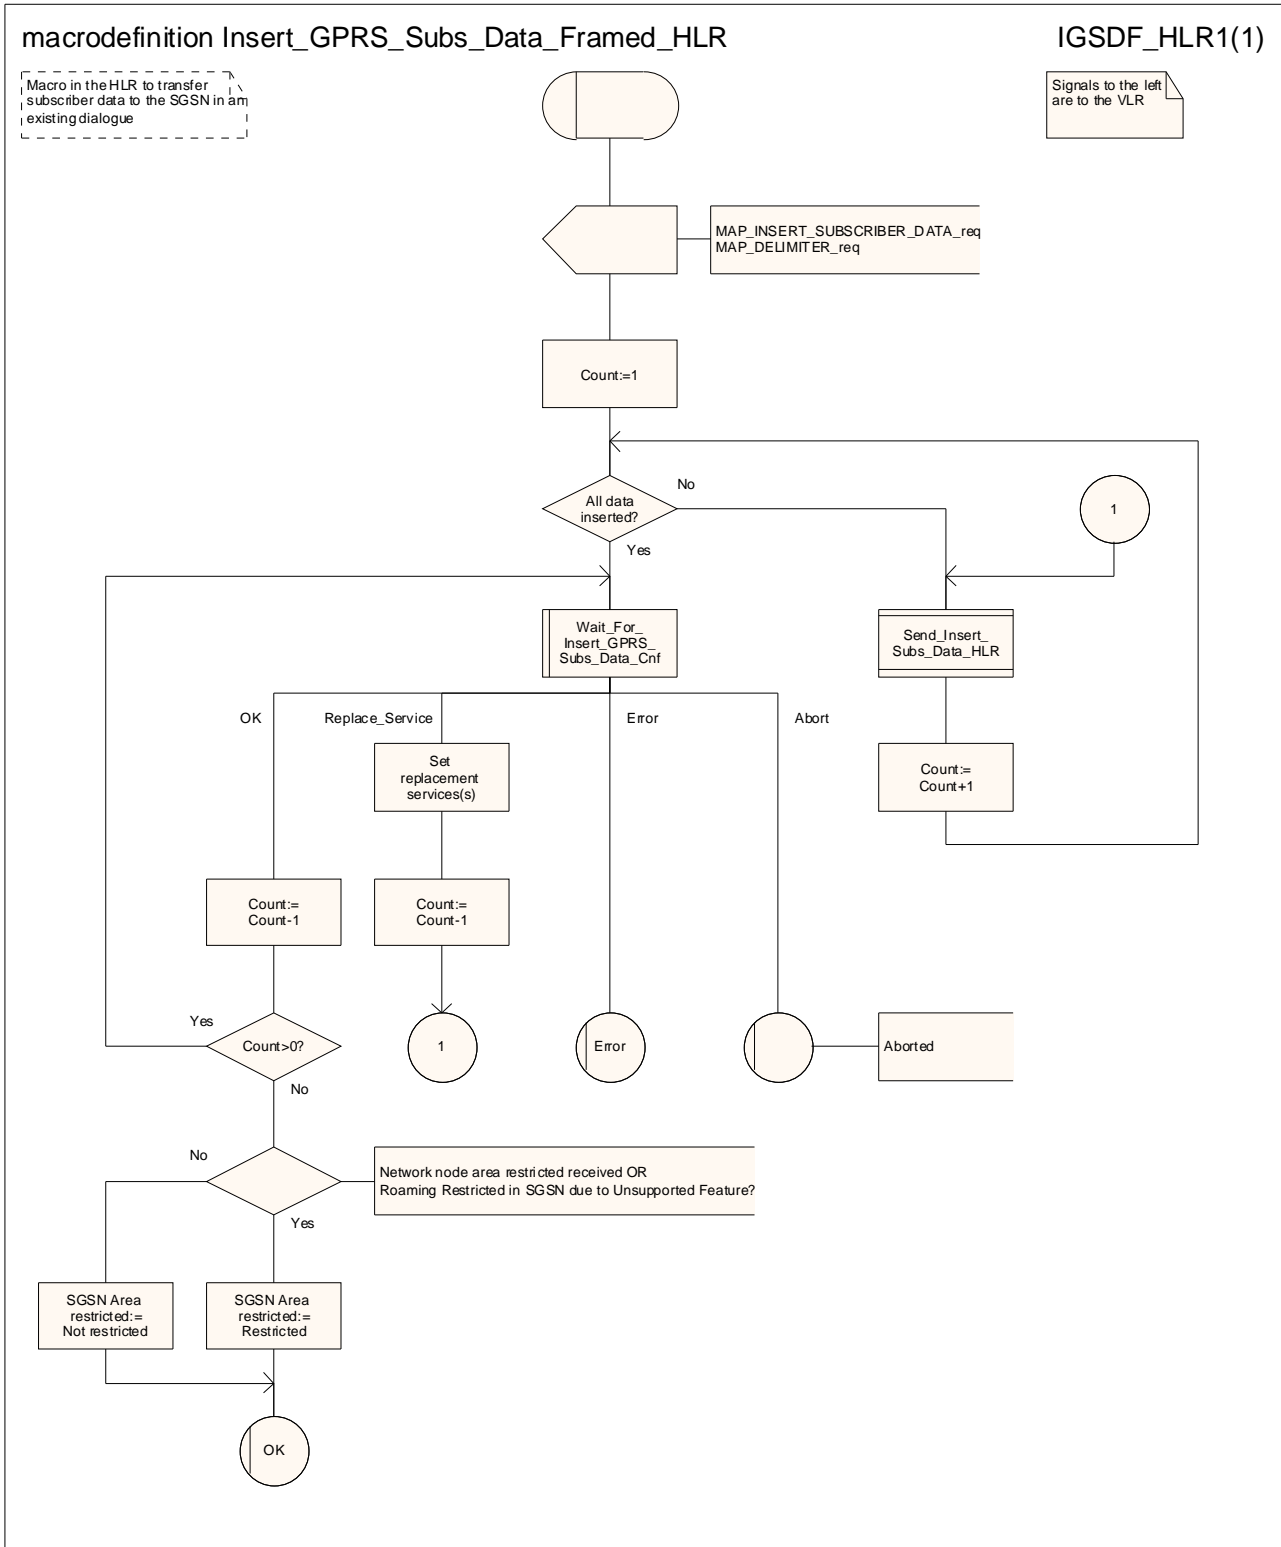 macrodefinition Insert_GPRS_Subs_Data_Framed_HLR
IGSDF_HLR1(1)
Macro in the HLR to transfer
subscriber data to the SGSN in an
existing dialogue
Signals to the left
are to the VLR
MAP_INSERT_SUBSCRIBER_DATA_req
MAP_DELIMITER_req
Count:=1
No
All data
inserted?
1
Yes
Wait_For_
Insert_GPRS_
Subs_Data_Cnf
Send_Insert_
Subs_Data_HLR
OK
Replace_Service
Error
Abort
Set
replacement
services(s)
Count:=
Count+1
Count:=
Count-1
Count:=
Count-1
Yes
Count>0?
1
Error
Aborted
No
No
Network node area restricted received OR
Roaming Restricted in SGSN due to Unsupported Feature?
Yes
SGSN Area
restricted:=
Not restricted
SGSN Area
restricted:=
Restricted
OK